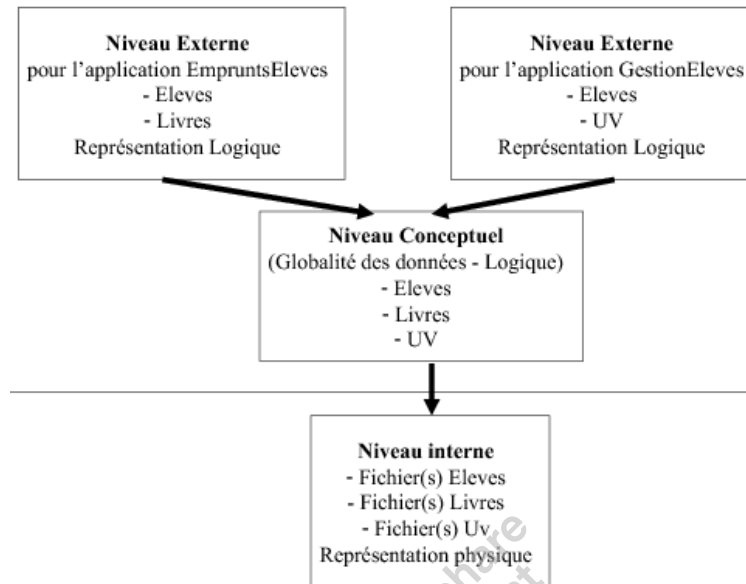 Niveau Externe
pour l'application EmpruntsEleves
- Eleves
- Livres
Représentation Logique
Niveau Externe
pour l'application GestionEleves
- Eleves
- UV
Représentation Logique
Niveau Conceptuel
(Globalité des données - Logique)
- Eleves
- Livres
- UV
Niveau interne
- Fichier(s) Eleves
- Fichier(s) Livres
- Fichier(s) Uv
Représentation physique